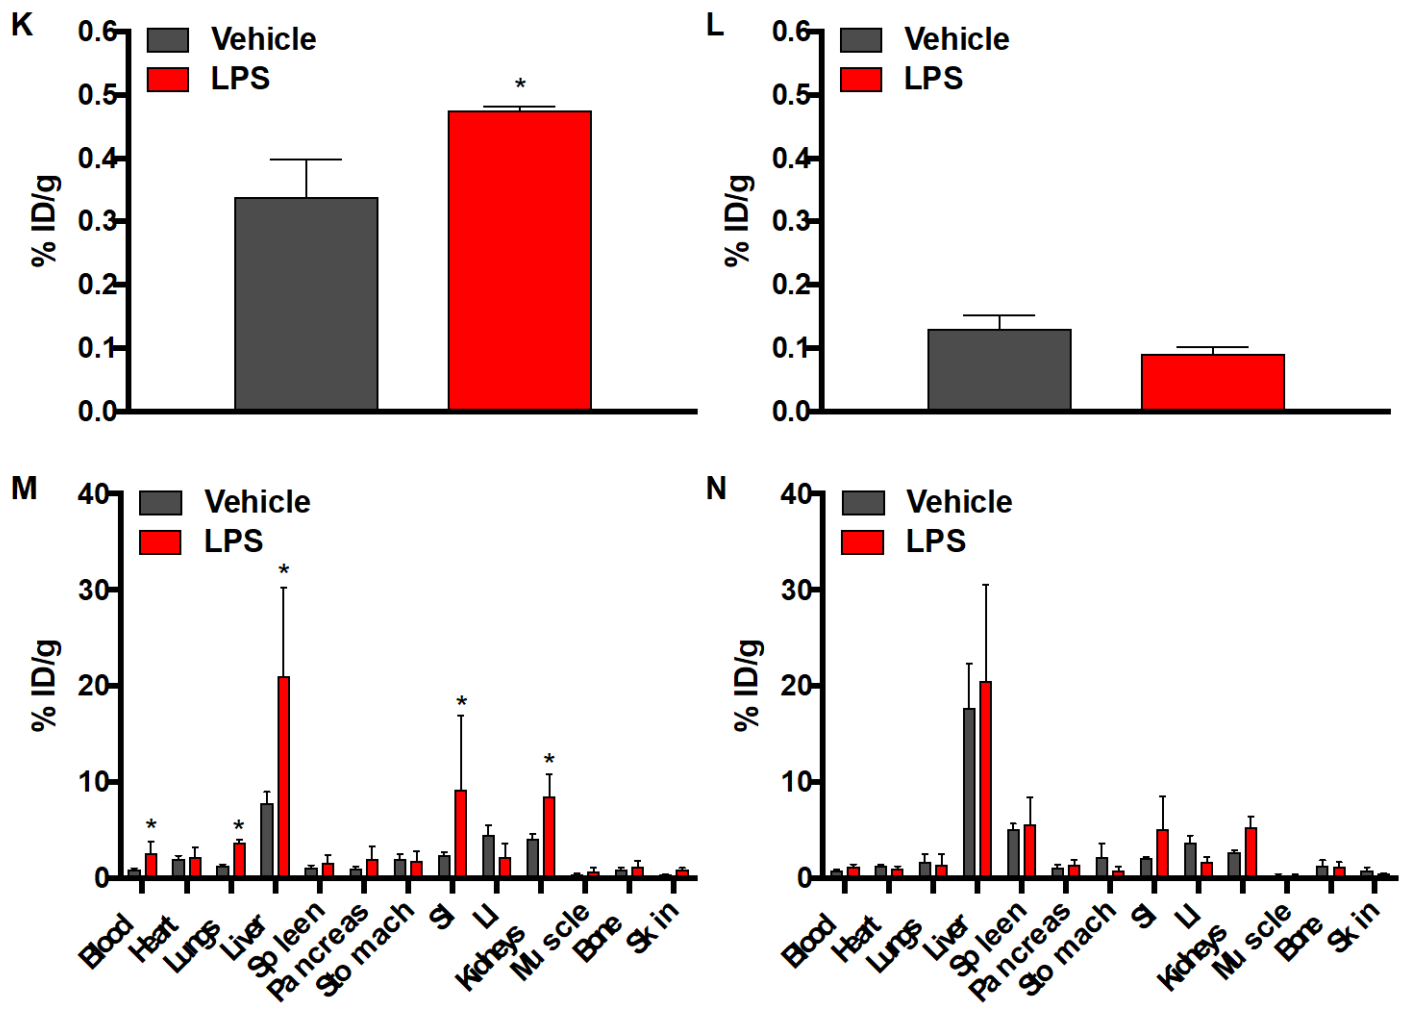 K
0.6
0.5
0.4
0.3
0.2
0.1
0.0
% ID/g
Vehicle
LPS
*
L
0.6
0.5
0.4
0.3
0.2
0.1
0.0
% ID/g
Vehicle
LPS
M
40
30
20
10
0
% ID/g
Vehicle
LPS
*
*
*
*
*
Blood
Heart
Lungs
Liver
Spleen
Pancreas
Stomach
SI
LI
Kidneys
Muscle
Bone
Skin
N
40
30
20
10
0
% ID/g
Vehicle
LPS
Blood
Heart
Lungs
Liver
Spleen
Pancreas
Stomach
SI
LI
Kidneys
Muscle
Bone
Skin